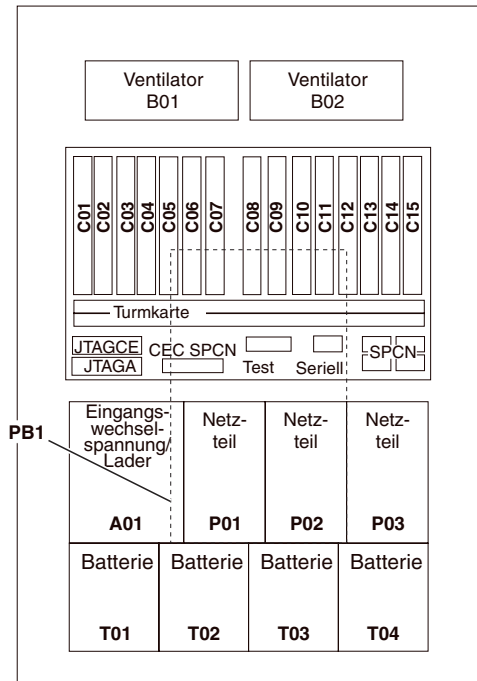 Ventilator
B01
Ventilator
B02
C01 C02 C03 C04 C05 C06 C07 C08 C09 C10 C11 C12 C13 C14 C15
Turmkarte
JTAGCE
JTAGA
CEC SPCN
Test
Seriell
SPCN
PB1
Eingangs-
wechsel-
spannung/
Lader
A01
Netz-
teil
P01
Netz-
teil
P02
Netz-
teil
P03
Batterie
T01
Batterie
T02
Batterie
T03
Batterie
T04